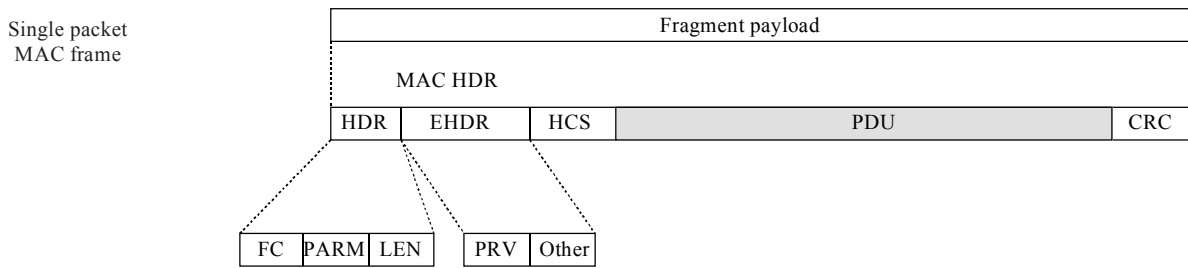 Single packet
MAC frame
Fragment payload
MAC HDR
HDR EHDR HCS PDU CRC
FC PARM LEN PRV Other